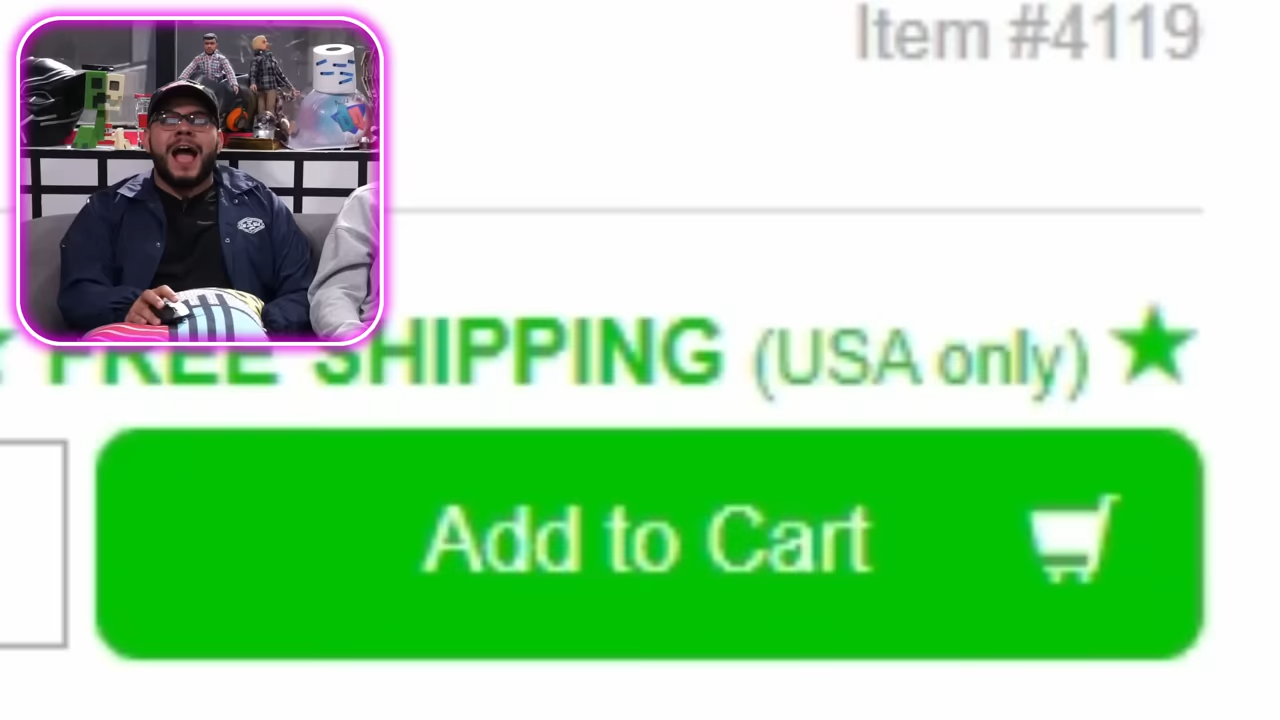 Item #4119
★ FREE SHIPPING (USA only) ★
Add to Cart